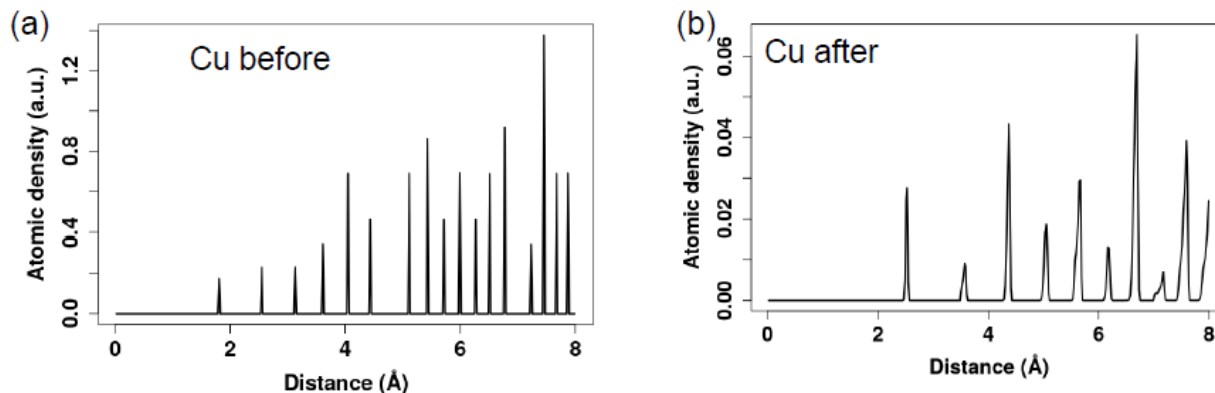 (a)
Cu before
Atomic density (a.u.)
0.0 0.4 0.8 1.2
0 2 4 6 8
Distance (Å)
(b)
Cu after
Atomic density (a.u.)
0.00 0.02 0.04 0.06
0 2 4 6 8
Distance (Å)